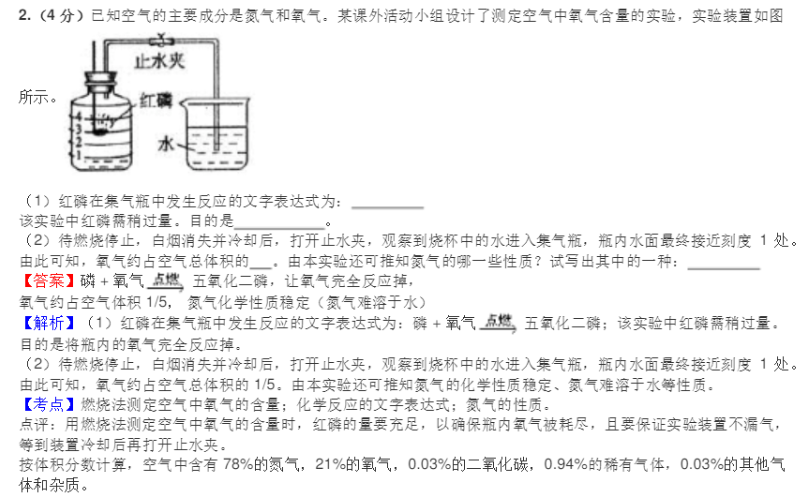 2.（4 分）已知空气的主要成分是氮气和氧气。某课外活动小组设计了测定空气中氧气含量的实验，实验装置如图
止水夹
所示。
红磷
4
3
2
1
水
（1）红磷在集气瓶中发生反应的文字表达式为：__________
该实验中红磷需稍过量。目的是____________。
（2）待燃烧停止，白烟消失并冷却后，打开止水夹，观察到烧杯中的水进入集气瓶，瓶内水面最终接近刻度 1 处。
由此可知，氧气约占空气总体积的___。由本实验还可推知氮气的哪一些性质？试写出其中的一种：__________
【答案】磷 + 氧气 点燃 五氧化二磷，让氧气完全反应掉，
氧气约占空气体积 1/5， 氮气化学性质稳定（氮气难溶于水）
【解析】（1）红磷在集气瓶中发生反应的文字表达式为：磷 + 氧气 点燃 五氧化二磷；该实验中红磷需稍过量。
目的是将瓶内的氧气完全反应掉。
（2）待燃烧停止，白烟消失并冷却后，打开止水夹，观察到烧杯中的水进入集气瓶，瓶内水面最终接近刻度 1 处。
由此可知，氧气约占空气总体积的 1/5。由本实验还可推知氮气的化学性质稳定、氮气难溶于水等性质。
【考点】燃烧法测定空气中氧气的含量；化学反应的文字表达式；氮气的性质。
点评：用燃烧法测定空气中氧气的含量时，红磷的量要充足，以确保瓶内氧气被耗尽，且要保证实验装置不漏气，
等到装置冷却后再打开止水夹。
按体积分数计算，空气中含有 78%的氮气，21%的氧气，0.03%的二氧化碳，0.94%的稀有气体，0.03%的其他气
体和杂质。